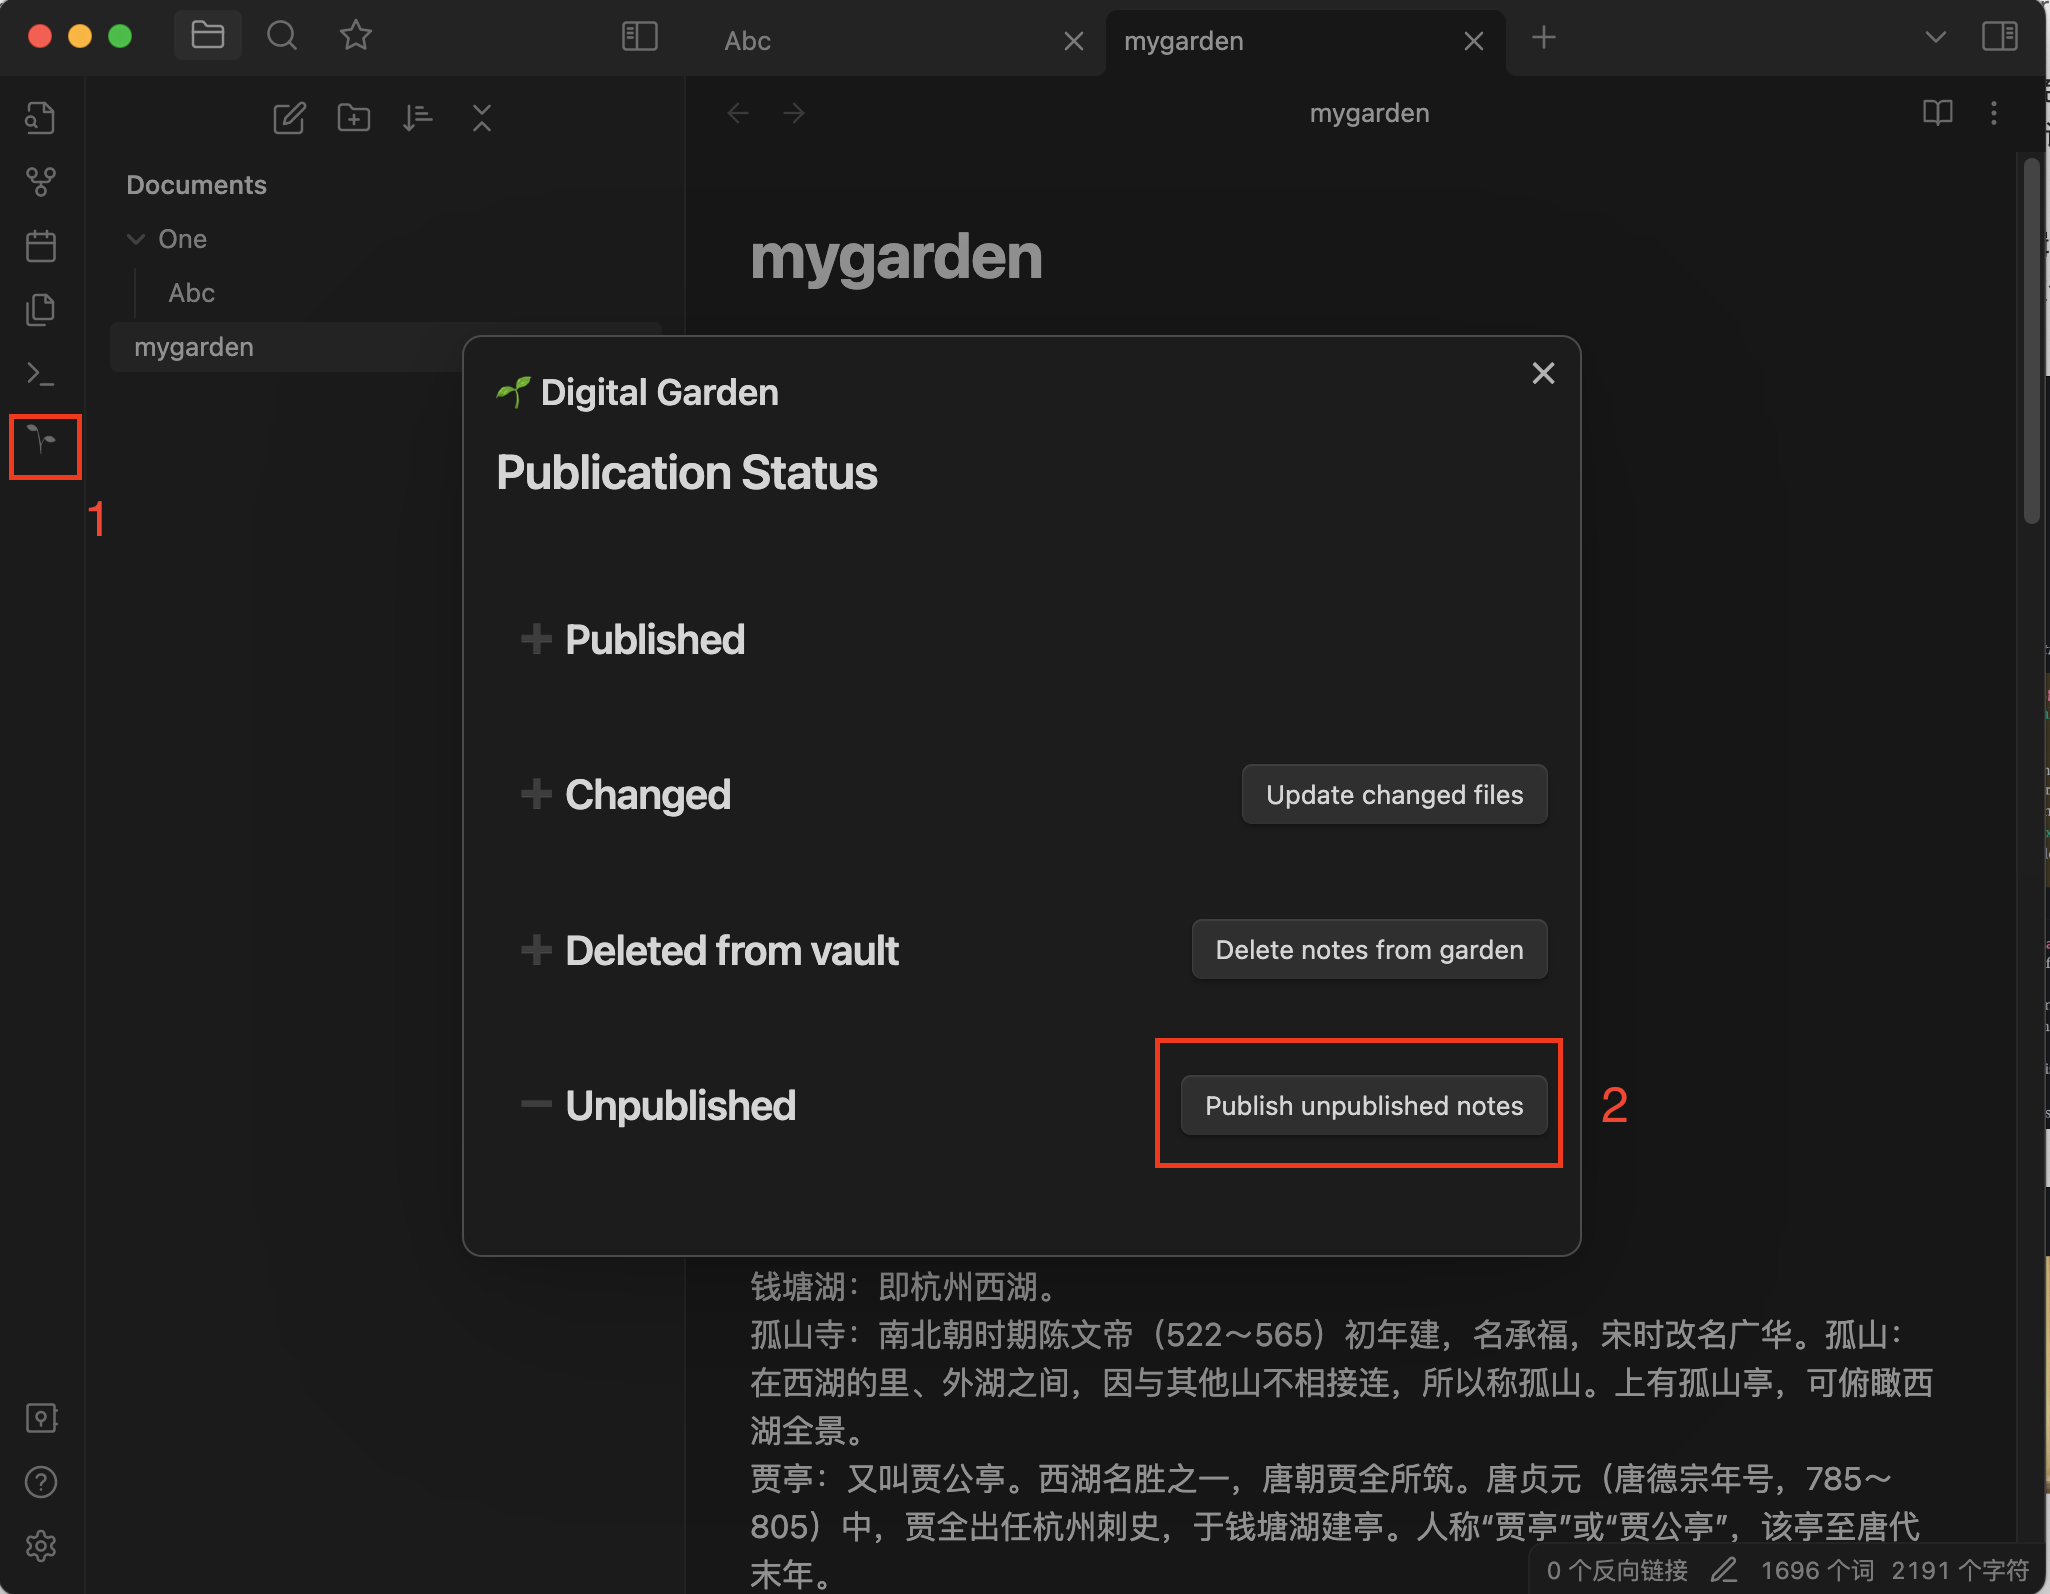 Abc
mygarden
mygarden
Documents
One
Abc
mygarden
mygarden
1
Digital Garden
Publication Status
Published
Changed
Update changed files
Deleted from vault
Delete notes from garden
Unpublished
Publish unpublished notes
2
钱塘湖：即杭州西湖。
孤山寺：南北朝时期陈文帝（522～565）初年建，名承福，宋时改名广华。孤山：
在西湖的里、外湖之间，因与其他山不相接连，所以称孤山。上有孤山亭，可俯瞰西
湖全景。
贾亭：又叫贾公亭。西湖名胜之一，唐朝贾全所筑。唐贞元（唐德宗年号，785～
805）中，贾全出任杭州刺史，于钱塘湖建亭。人称“贾亭”或“贾公亭”，该亭至唐代
末年。
0 个反向链接 1696 个词 2191 个字符